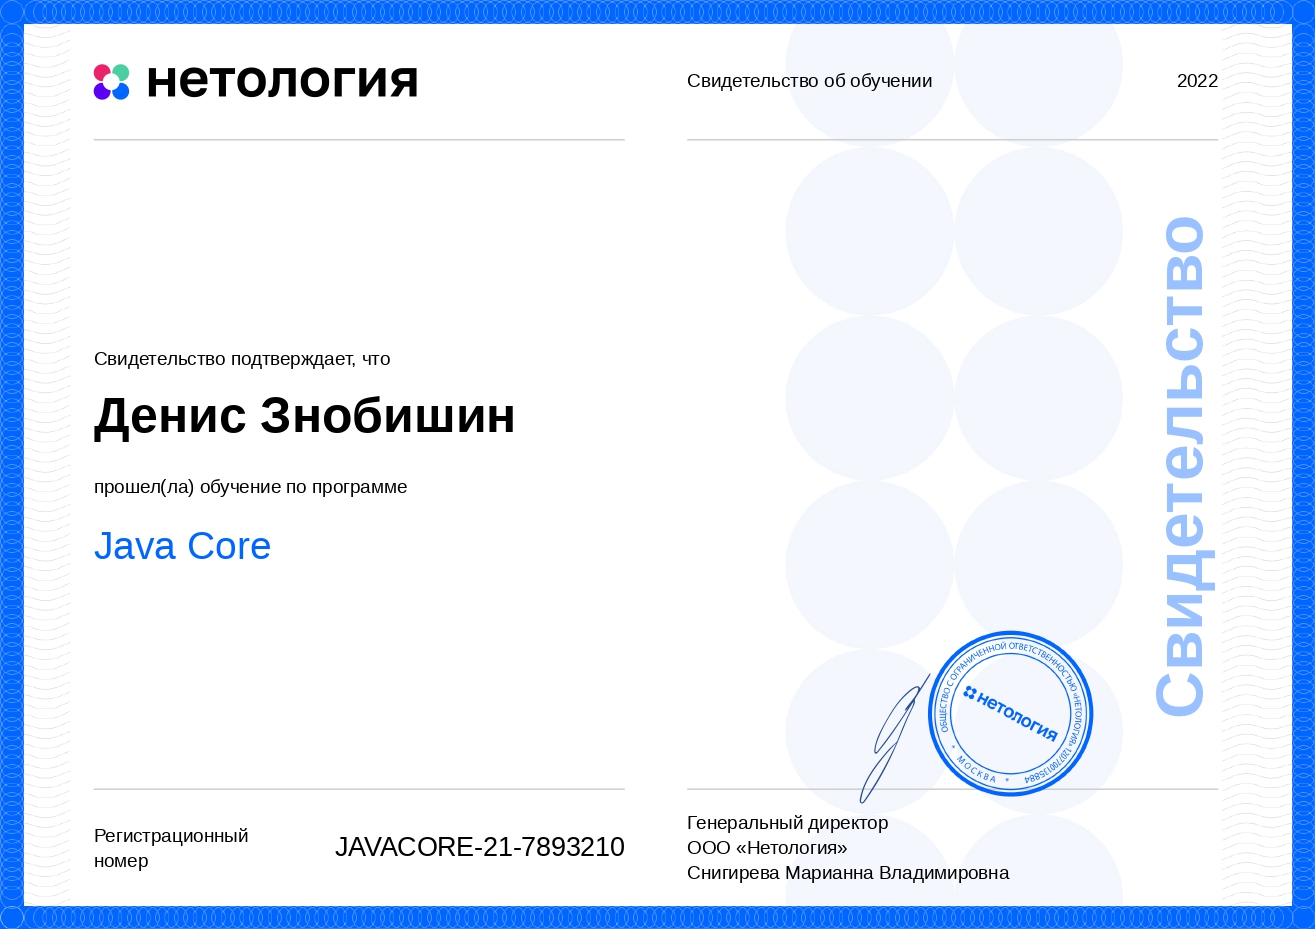 нетология
Свидетельство об обучении
2022
Свидетельство подтверждает, что
Денис Знобишин
прошел(ла) обучение по программе
Java Core
Свидетельство
ОБЩЕСТВО С ОГРАНИЧЕННОЙ ОТВЕТСТВЕННОСТЬЮ «НЕТОЛОГИЯ» 1207700135884
* МОСКВА *
нетология
Регистрационный
номер
JAVACORE-21-7893210
Генеральный директор
ООО «Нетология»
Снигирева Марианна Владимировна